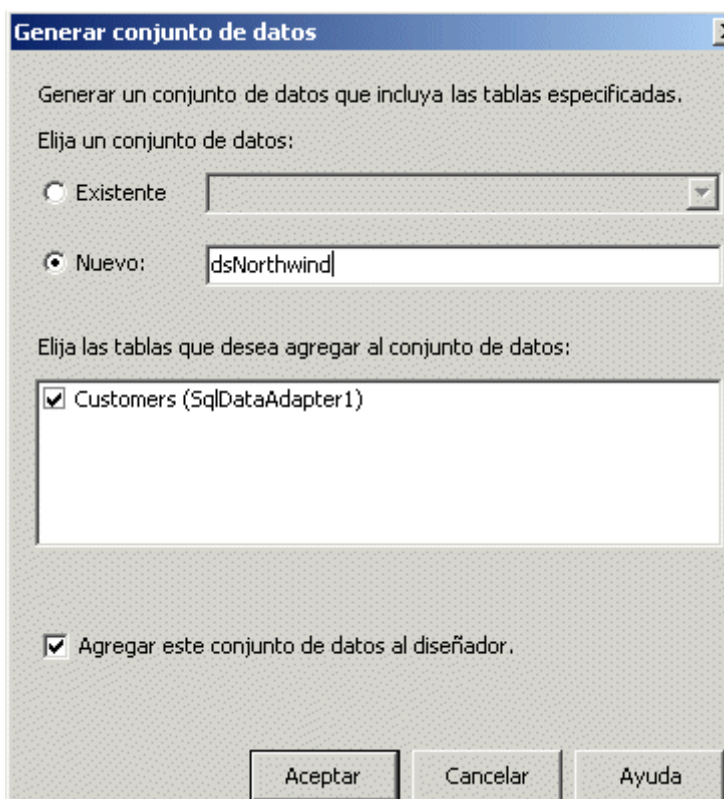 Generar conjunto de datos
Generar un conjunto de datos que incluya las tablas especificadas.
Elija un conjunto de datos:
Existente
Nuevo: dsNorthwind
Elija las tablas que desea agregar al conjunto de datos:
Customers (SqlDataAdapter1)
Agregar este conjunto de datos al diseñador.
Aceptar Cancelar Ayuda